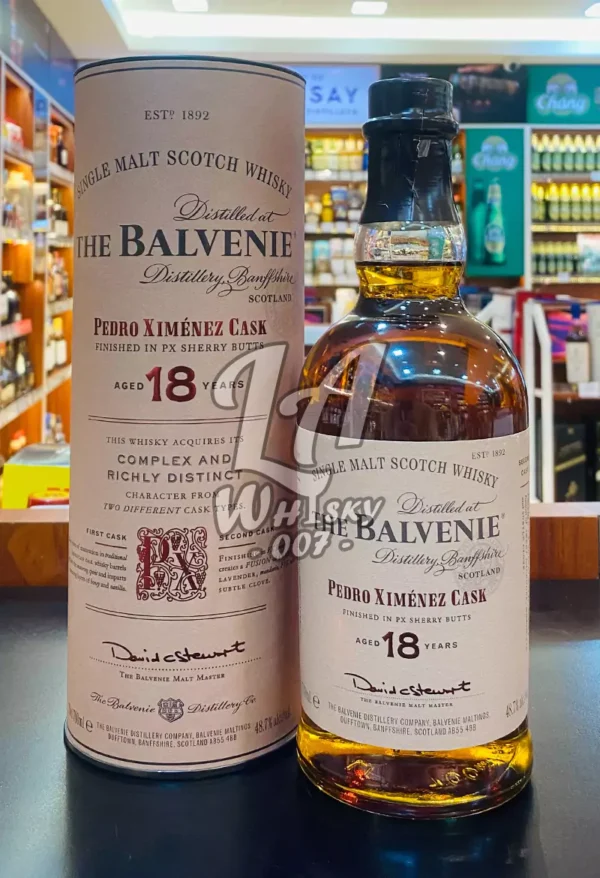 ESTD 1892
SINGLE MALT SCOTCH WHISKY
Distilled at
THE BALVENIE
Distillery, Banffshire
SCOTLAND
PEDRO XIMÉNEZ CASK
FINISHED IN PX SHERRY BUTTS
AGED 18 YEARS
THIS WHISKY ACQUIRES ITS
COMPLEX AND
RICHLY DISTINCT
CHARACTER FROM
TWO DIFFERENT CASK TYPES.
FIRST CASK
SECOND CASK
PX
LAVENDER,
SUBTLE CLOVE.
David C Stewart
THE BALVENIE MALT MASTER
The Balvenie Distillery Co.
THE BALVENIE DISTILLERY COMPANY, BALVENIE MALTINGS,
DUFFTOWN, BANFFSHIRE, SCOTLAND AB55 4BB
48.7%
ESTD 1892
SINGLE MALT SCOTCH WHISKY
Distilled at
THE BALVENIE
Distillery, Banffshire
SCOTLAND
PEDRO XIMÉNEZ CASK
FINISHED IN PX SHERRY BUTTS
AGED 18 YEARS
David C Stewart
THE BALVENIE MALT MASTER
THE BALVENIE DISTILLERY COMPANY, BALVENIE MALTINGS,
DUFFTOWN, BANFFSHIRE, SCOTLAND AB55 4BB
LA
WHISKY
007
SAY
Chang
Chang